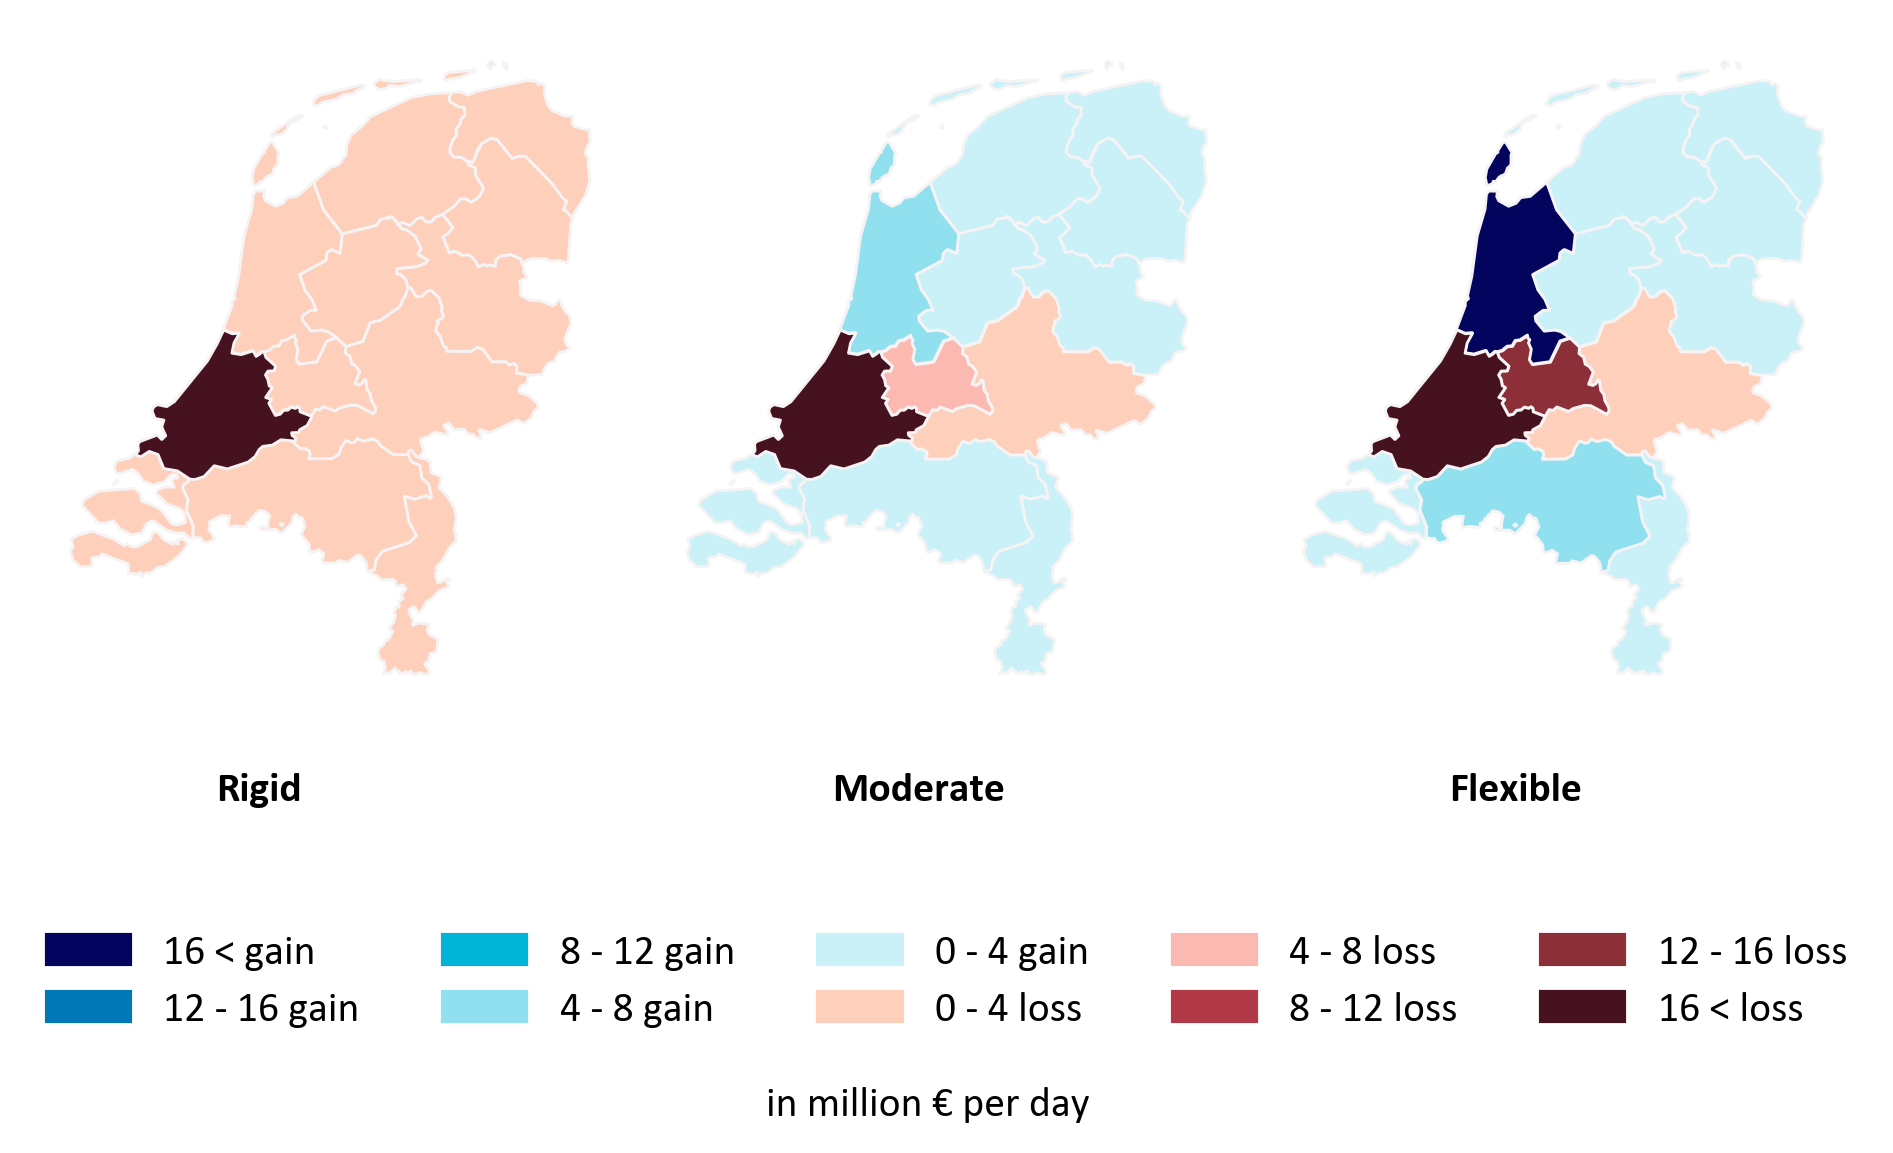 Rigid
Moderate
Flexible
16 < gain
8 - 12 gain
0 - 4 gain
4 - 8 loss
12 - 16 loss
12 - 16 gain
4 - 8 gain
0 - 4 loss
8 - 12 loss
16 < loss
in million € per day